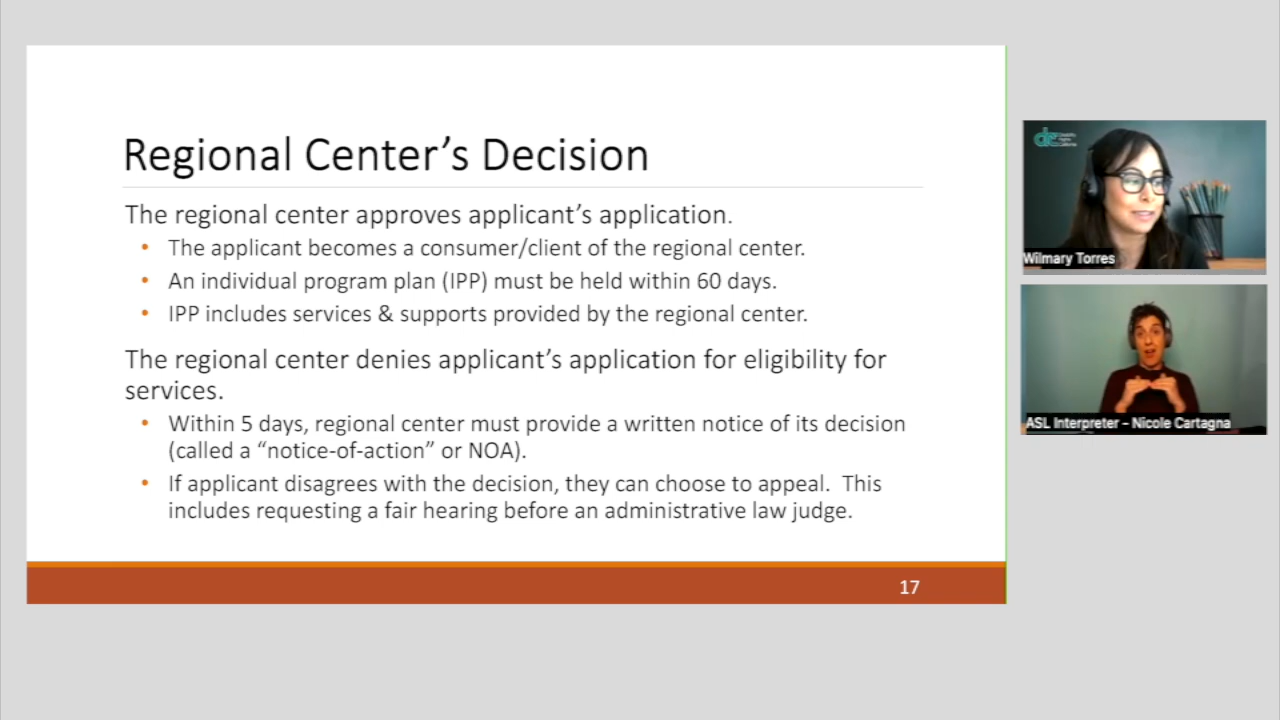 Regional Center’s Decision
The regional center approves applicant’s application.
• The applicant becomes a consumer/client of the regional center.
• An individual program plan (IPP) must be held within 60 days.
• IPP includes services & supports provided by the regional center.
The regional center denies applicant’s application for eligibility for
services.
• Within 5 days, regional center must provide a written notice of its decision
(called a “notice-of-action” or NOA).
• If applicant disagrees with the decision, they can choose to appeal.  This
includes requesting a fair hearing before an administrative law judge.
17
Disability
Rights
California
Wilmary Torres
ASL Interpreter – Nicole Cartagna